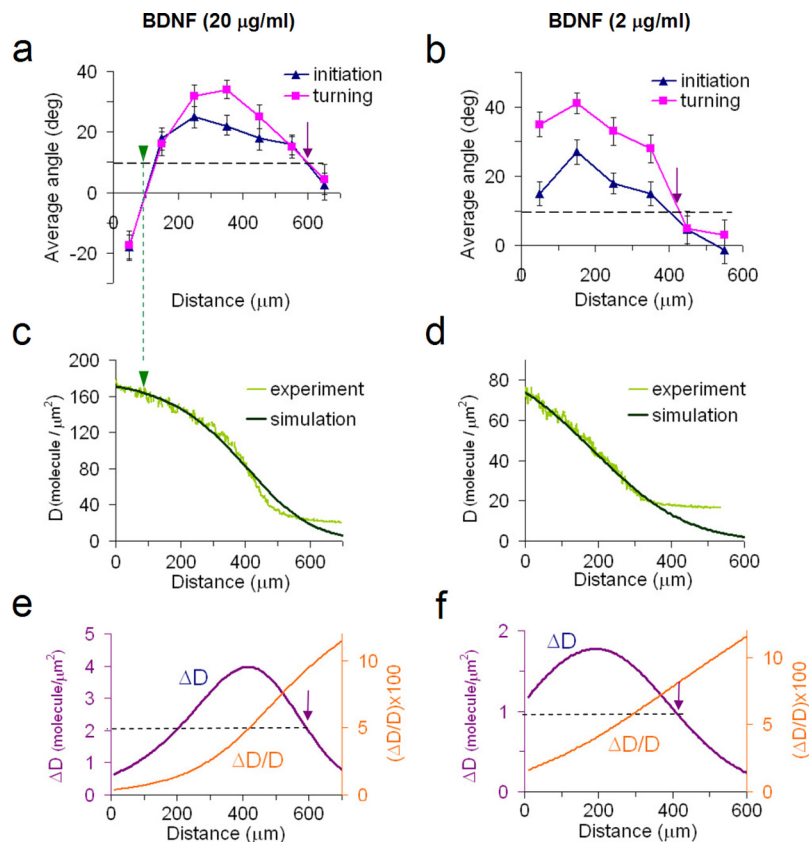 BDNF (20 μg/ml)
BDNF (2 μg/ml)
a
40
20
0
-20
0
200
400
600
Average angle (deg)
Distance (μm)
initiation
turning
b
40
20
0
0
200
400
600
Average angle (deg)
Distance (μm)
initiation
turning
c
200
160
120
80
40
0
0
200
400
600
D (molecule / μm²)
Distance (μm)
experiment
simulation
d
80
60
40
20
0
0
200
400
600
D (molecule / μm²)
Distance (μm)
experiment
simulation
e
5
4
3
2
1
0
0
200
400
600
10
5
0
ΔD (molecule/μm²)
Distance (μm)
(ΔD/D)x100
ΔD
ΔD/D
f
2
1
0
0
200
400
600
10
5
0
ΔD (molecule/μm²)
Distance (μm)
(ΔD/D)x100
ΔD
ΔD/D